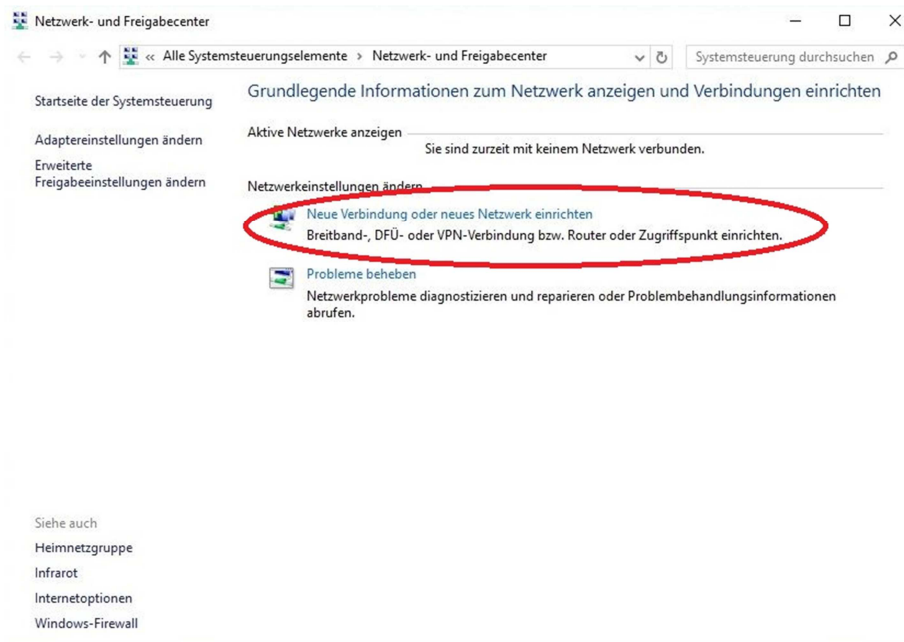 Netzwerk- und Freigabecenter
« Alle Systemsteuerungselemente > Netzwerk- und Freigabecenter
Systemsteuerung durchsuchen
Startseite der Systemsteuerung
Adaptereinstellungen ändern
Erweiterte
Freigabeeinstellungen ändern
Grundlegende Informationen zum Netzwerk anzeigen und Verbindungen einrichten
Aktive Netzwerke anzeigen
Sie sind zurzeit mit keinem Netzwerk verbunden.
Netzwerkeinstellungen ändern
Neue Verbindung oder neues Netzwerk einrichten
Breitband-, DFÜ- oder VPN-Verbindung bzw. Router oder Zugriffspunkt einrichten.
Probleme beheben
Netzwerkprobleme diagnostizieren und reparieren oder Problembehandlungsinformationen
abrufen.
Siehe auch
Heimnetzgruppe
Infrarot
Internetoptionen
Windows-Firewall